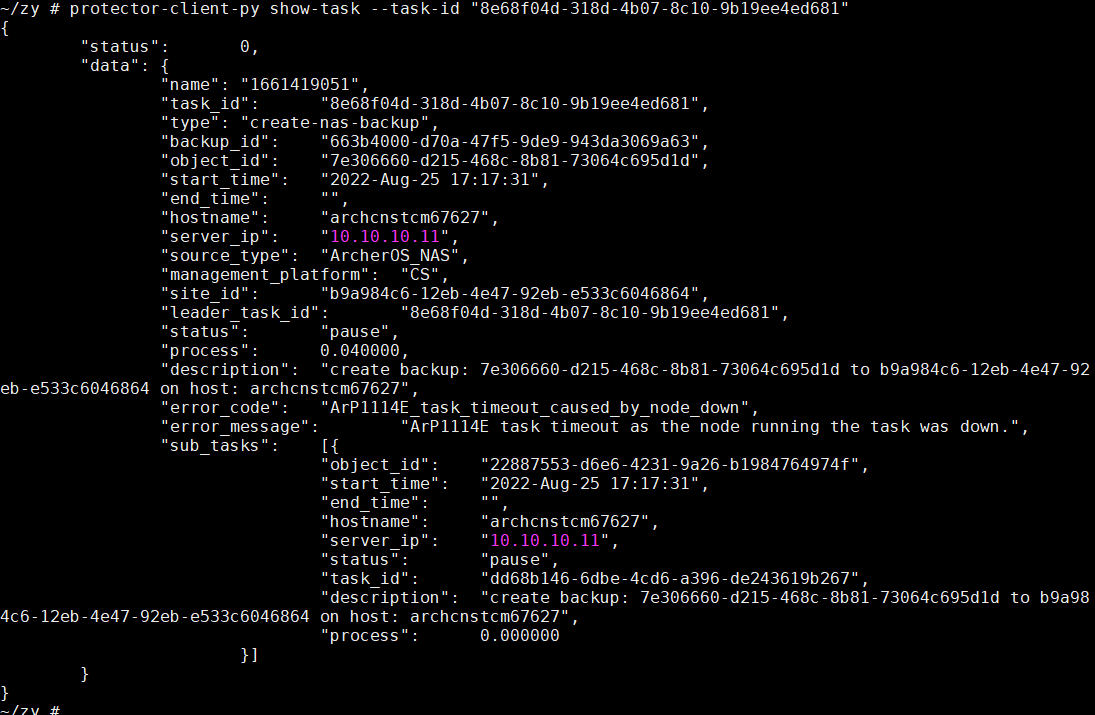 ~/zy # protector-client-py show-task --task-id "8e68f04d-318d-4b07-8c10-9b19ee4ed681"
{
"status": 0,
"data": {
"name": "1661419051",
"task_id": "8e68f04d-318d-4b07-8c10-9b19ee4ed681",
"type": "create-nas-backup",
"backup_id": "663b4000-d70a-47f5-9de9-943da3069a63",
"object_id": "7e306660-d215-468c-8b81-73064c695d1d",
"start_time": "2022-Aug-25 17:17:31",
"end_time": "",
"hostname": "archcnstcm67627",
"server_ip": "10.10.10.11",
"source_type": "ArcherOS_NAS",
"management_platform": "CS",
"site_id": "b9a984c6-12eb-4e47-92eb-e533c6046864",
"leader_task_id": "8e68f04d-318d-4b07-8c10-9b19ee4ed681",
"status": "pause",
"process": 0.040000,
"description": "create backup: 7e306660-d215-468c-8b81-73064c695d1d to b9a984c6-12eb-4e47-92
eb-e533c6046864 on host: archcnstcm67627",
"error_code": "ArP1114E_task_timeout_caused_by_node_down",
"error_message": "ArP1114E task timeout as the node running the task was down.",
"sub_tasks": [{
"object_id": "22887553-d6e6-4231-9a26-b1984764974f",
"start_time": "2022-Aug-25 17:17:31",
"end_time": "",
"hostname": "archcnstcm67627",
"server_ip": "10.10.10.11",
"status": "pause",
"task_id": "dd68b146-6dbe-4cd6-a396-de243619b267",
"description": "create backup: 7e306660-d215-468c-8b81-73064c695d1d to b9a98
4c6-12eb-4e47-92eb-e533c6046864 on host: archcnstcm67627",
"process": 0.000000
}]
}
}
~/zy #